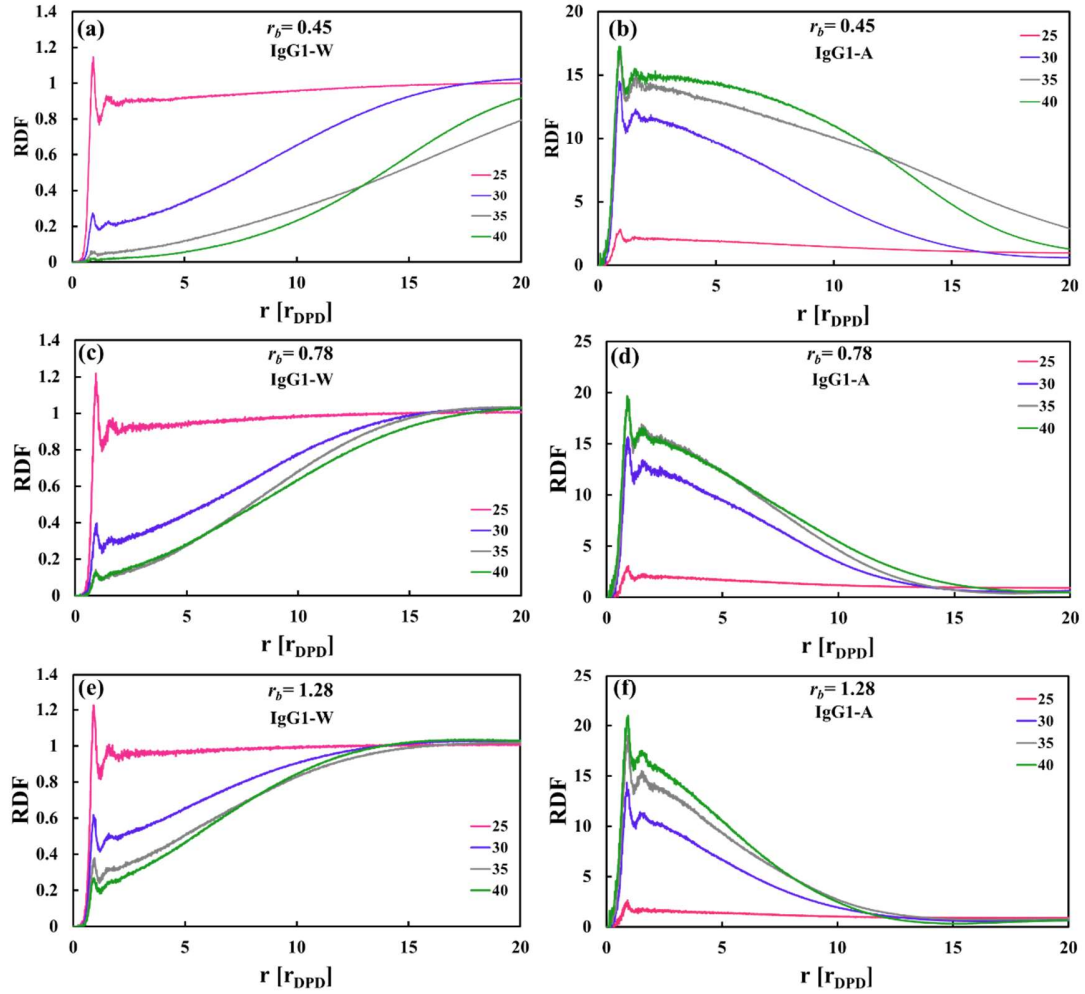 (a)
r_b= 0.45
IgG1-W
RDF
1.4
1.2
1
0.8
0.6
0.4
0.2
0
25
30
35
40
0 5 10 15 20
r [r_DPD]
(b)
r_b= 0.45
IgG1-A
RDF
20
15
10
5
0
25
30
35
40
0 5 10 15 20
r [r_DPD]
(c)
r_b= 0.78
IgG1-W
RDF
1.4
1.2
1
0.8
0.6
0.4
0.2
0
25
30
35
40
0 5 10 15 20
r [r_DPD]
(d)
r_b= 0.78
IgG1-A
RDF
25
20
15
10
5
0
25
30
35
40
0 5 10 15 20
r [r_DPD]
(e)
r_b= 1.28
IgG1-W
RDF
1.4
1.2
1
0.8
0.6
0.4
0.2
0
25
30
35
40
0 5 10 15 20
r [r_DPD]
(f)
r_b= 1.28
IgG1-A
RDF
25
20
15
10
5
0
25
30
35
40
0 5 10 15 20
r [r_DPD]